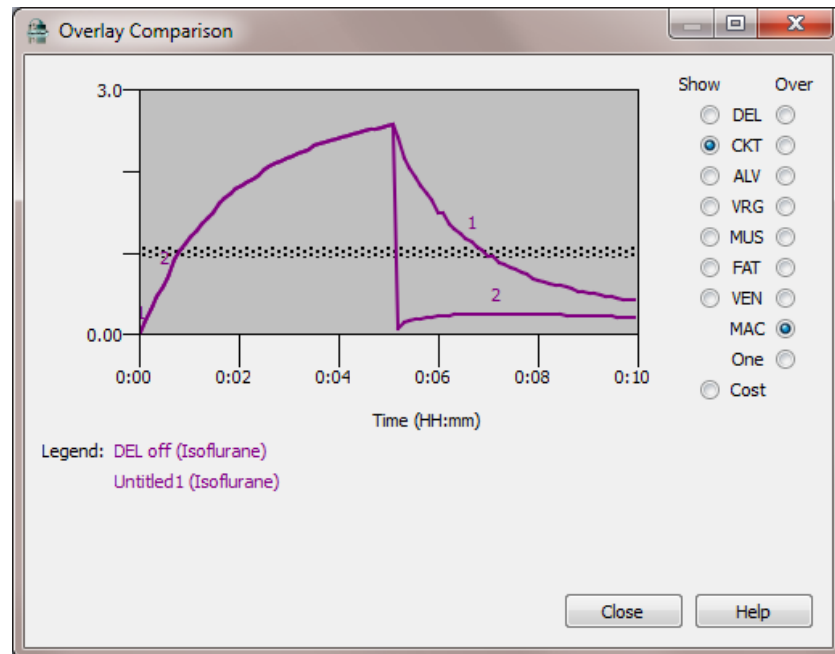 Overlay Comparison
3.0
0.00
2
1
2
0:00 0:02 0:04 0:06 0:08 0:10
Time (HH:mm)
Show Over
DEL
CKT
ALV
VRG
MUS
FAT
VEN
MAC
One
Cost
Legend: DEL off (Isoflurane)
Untitled1 (Isoflurane)
Close Help